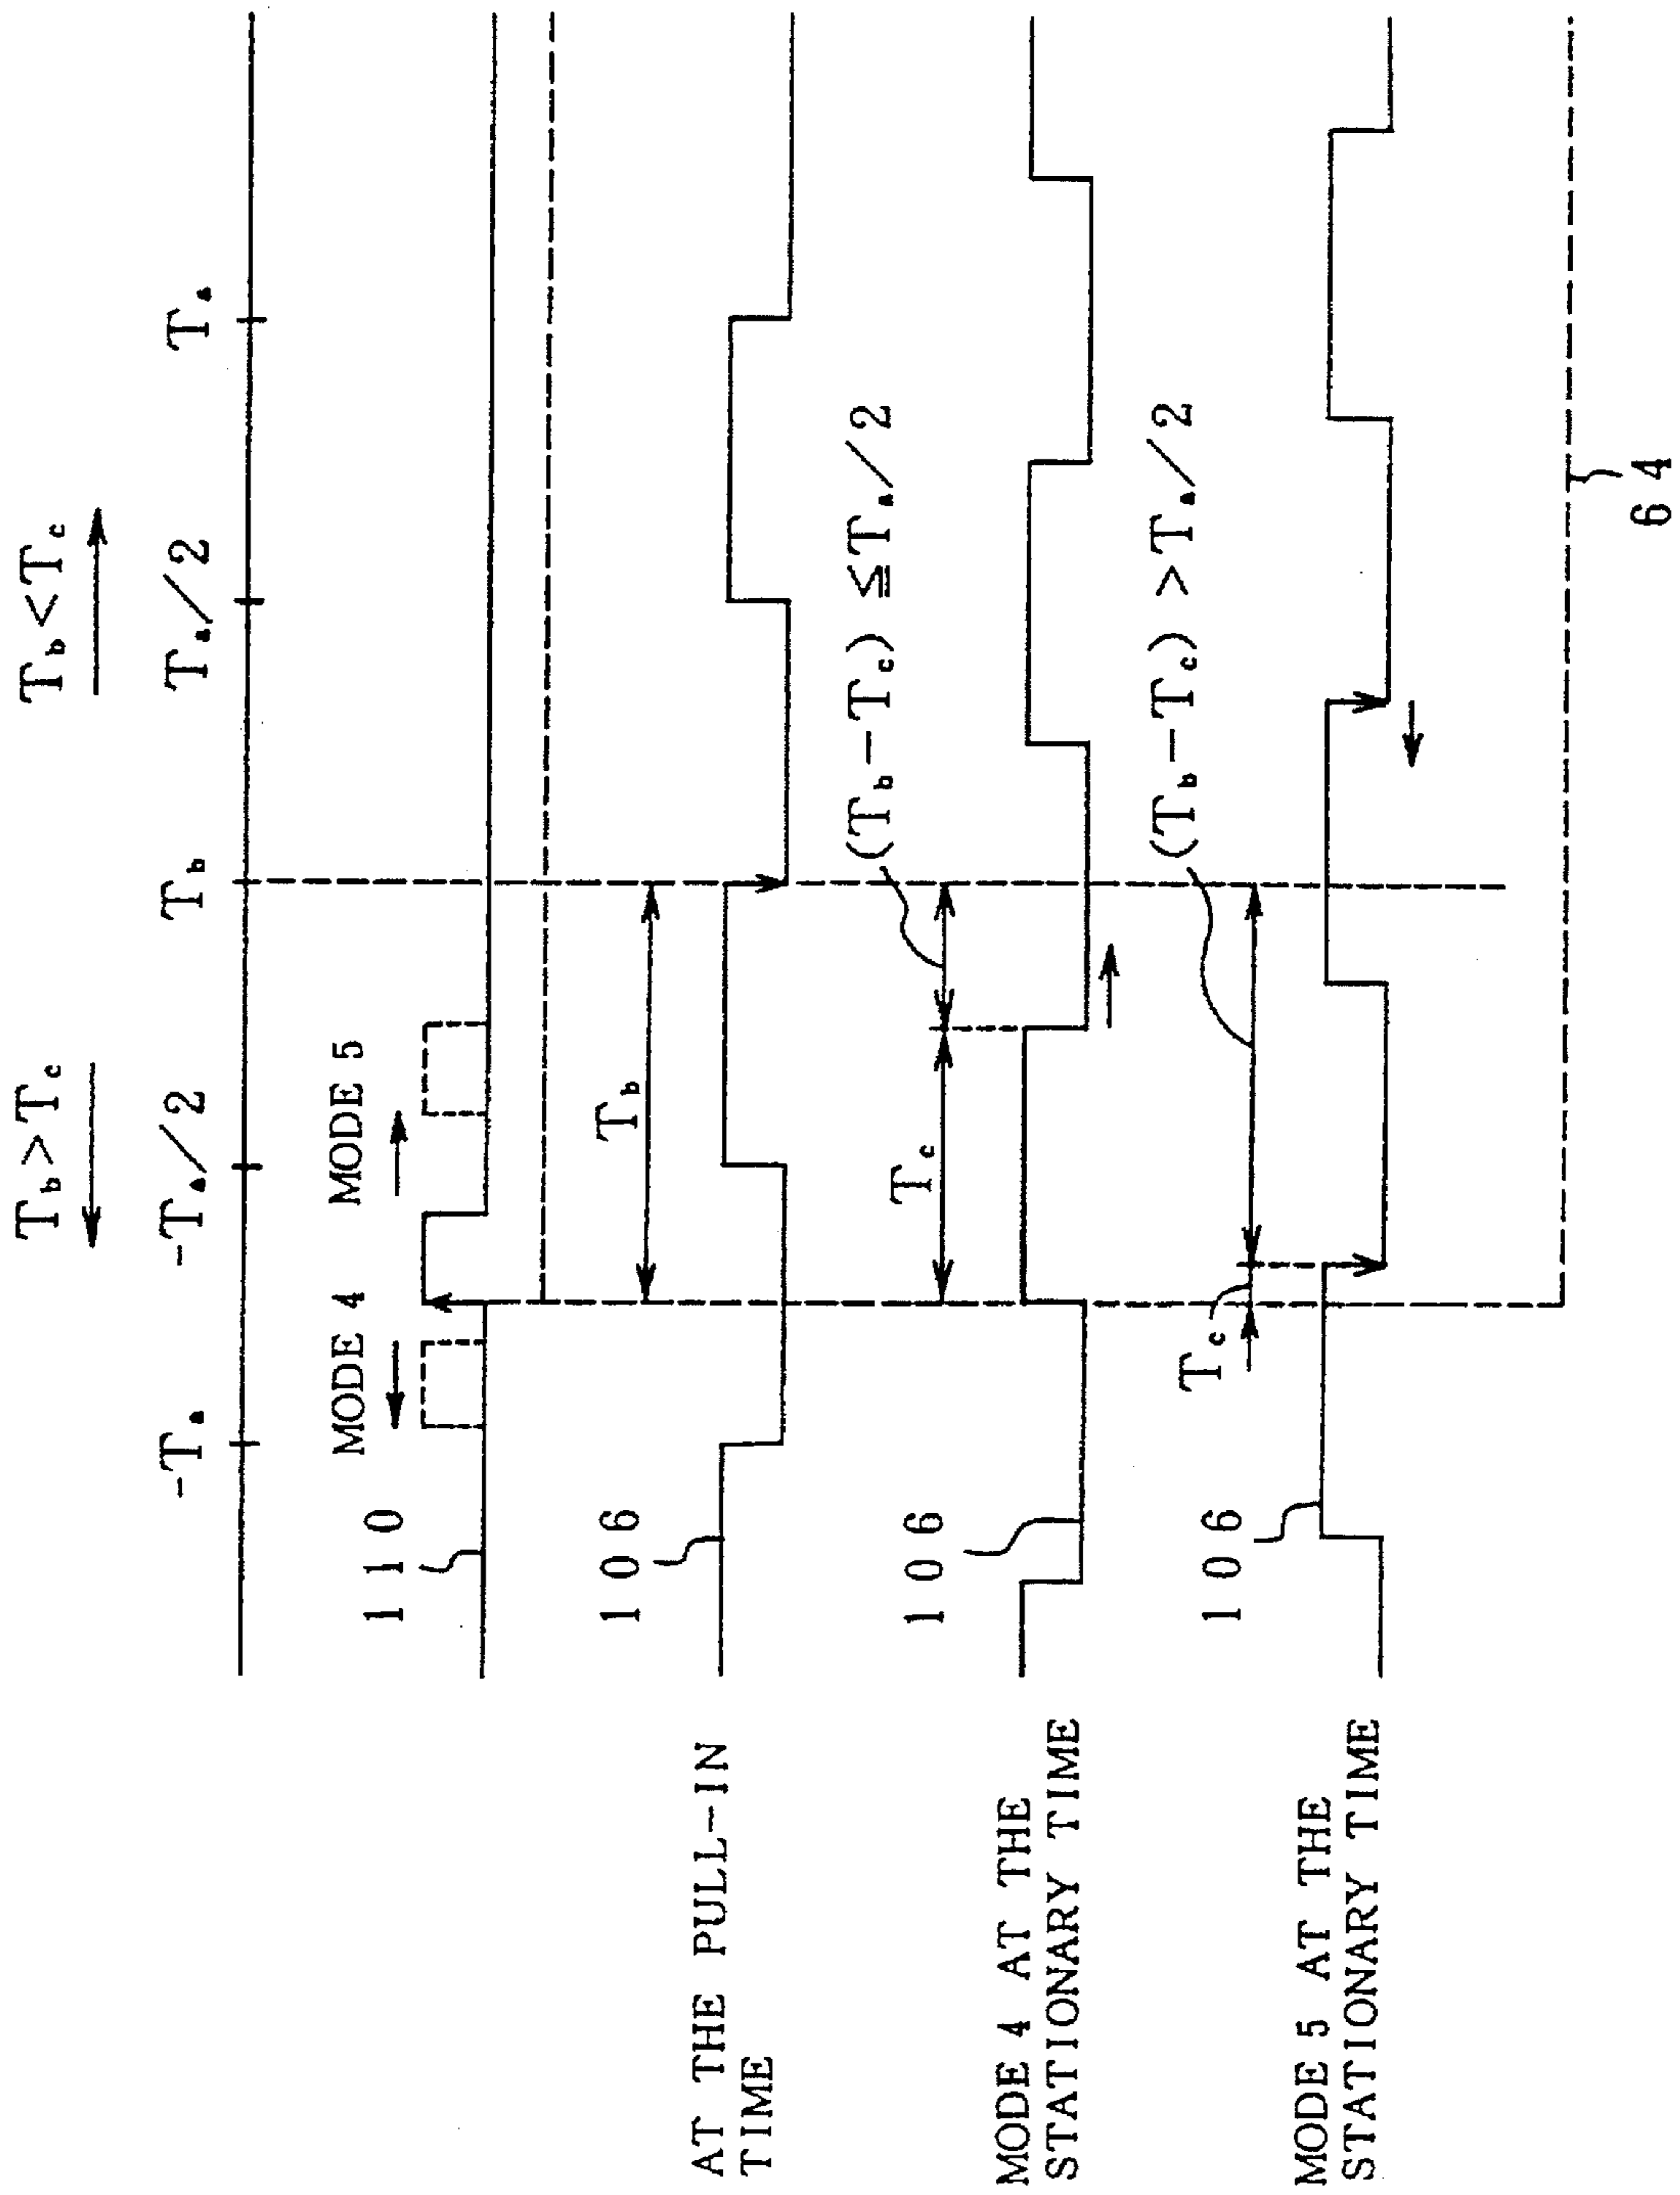 Tb>Tc
Tb<Tc
-Ta
-Ta/2
Tb
Ta/2
Ta
MODE 4
MODE 5
110
AT THE PULL-IN
TIME
106
Tb
MODE 4 AT THE
STATIONARY TIME
106
Tc
(Tb-Tc) ≦Ta/2
MODE 5 AT THE
STATIONARY TIME
106
Tc
(Tb-Tc) >Ta/2
64